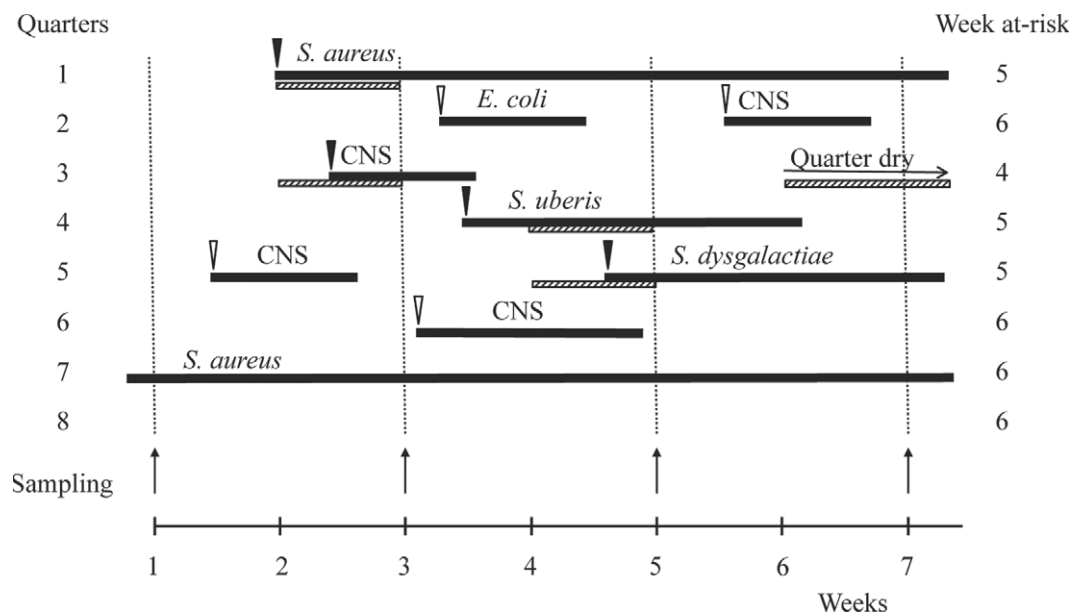 Quarters Week at-risk
S. aureus
1 5
E. coli CNS
2 6
CNS Quarter dry
3 4
S. uberis
4 5
CNS S. dysgalactiae
5 5
CNS
6 6
S. aureus
7 6
8 6
Sampling
1 2 3 4 5 6 7
Weeks